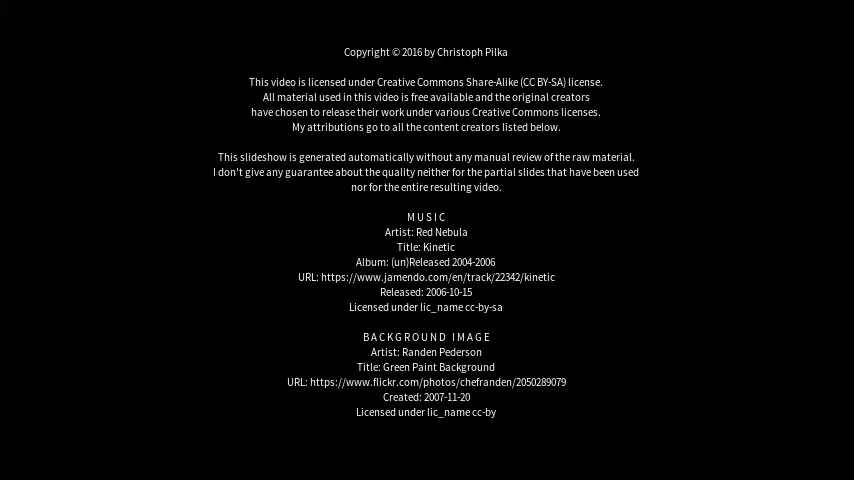 Copyright © 2016 by Christoph Pilka
This video is licensed under Creative Commons Share-Alike (CC BY-SA) license.
All material used in this video is free available and the original creators
have chosen to release their work under various Creative Commons licenses.
My attributions go to all the content creators listed below.
This slideshow is generated automatically without any manual review of the raw material.
I don't give any guarantee about the quality neither for the partial slides that have been used
nor for the entire resulting video.
M U S I C
Artist: Red Nebula
Title: Kinetic
Album: (un)Released 2004-2006
URL: https://www.jamendo.com/en/track/22342/kinetic
Released: 2006-10-15
Licensed under lic_name cc-by-sa
B A C K G R O U N D   I M A G E
Artist: Randen Pederson
Title: Green Paint Background
URL: https://www.flickr.com/photos/chefranden/2050289079
Created: 2007-11-20
Licensed under lic_name cc-by